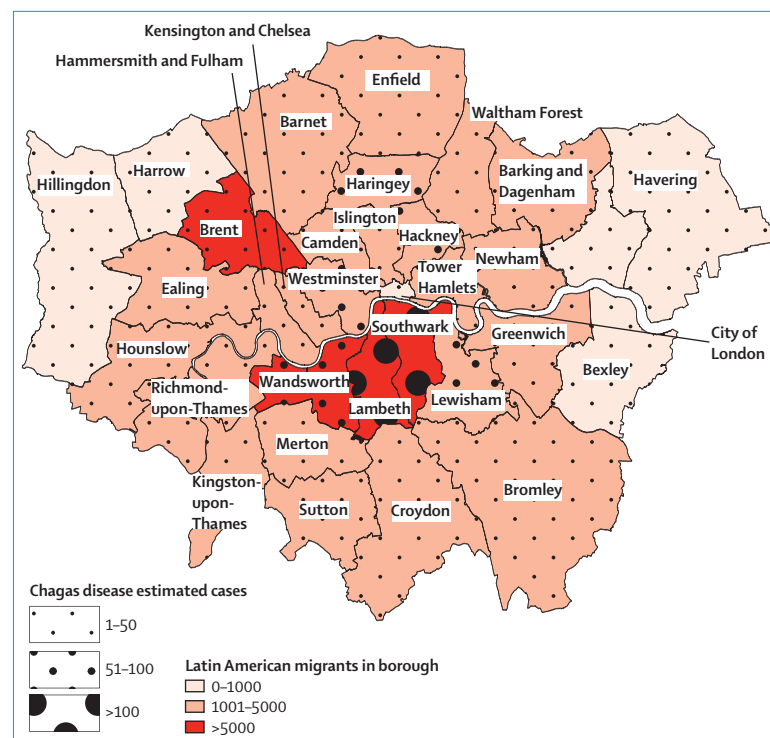 Kensington and Chelsea
Hammersmith and Fulham
Enfield
Waltham Forest
Barnet
Harrow
Hillingdon
Haringey
Barking and
Dagenham
Havering
Islington
Brent
Hackney
Camden
Westminster
Tower
Hamlets
Newham
Ealing
Southwark
City of
London
Greenwich
Hounslow
Bexley
Richmond-
upon-Thames
Wandsworth
Lambeth
Lewisham
Merton
Kingston-
upon-
Thames
Sutton
Croydon
Bromley
Chagas disease estimated cases
1–50
51–100
>100
Latin American migrants in borough
0–1000
1001–5000
>5000